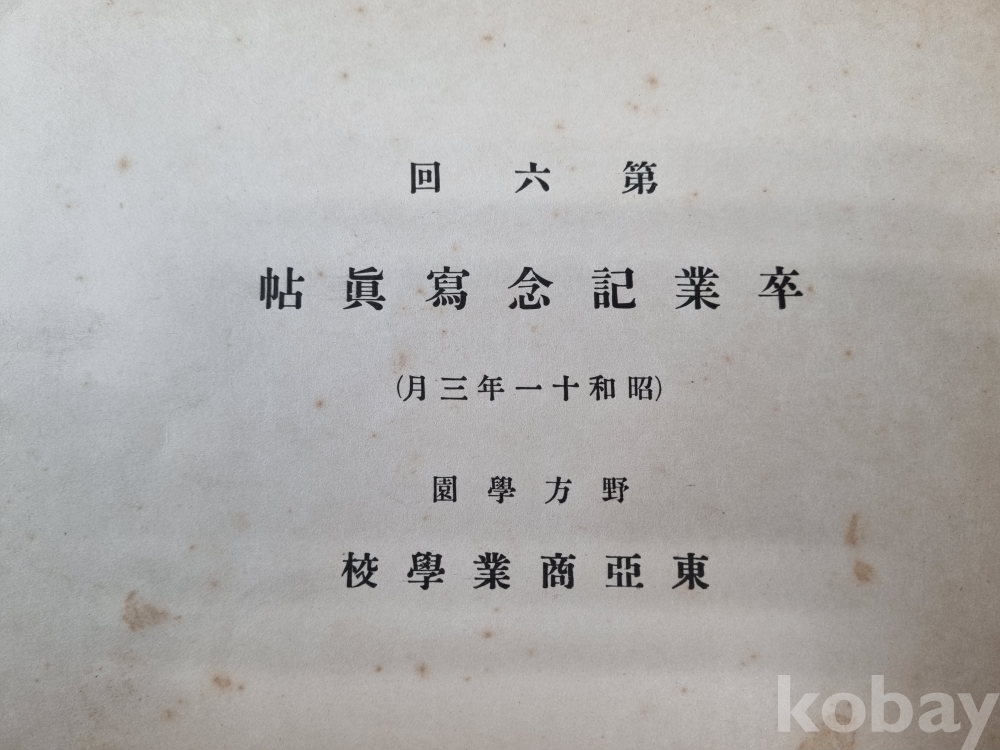 第六回
卒業記念寫眞帖
(昭和十一年三月)
野方學園
東亞商業學校
kobay